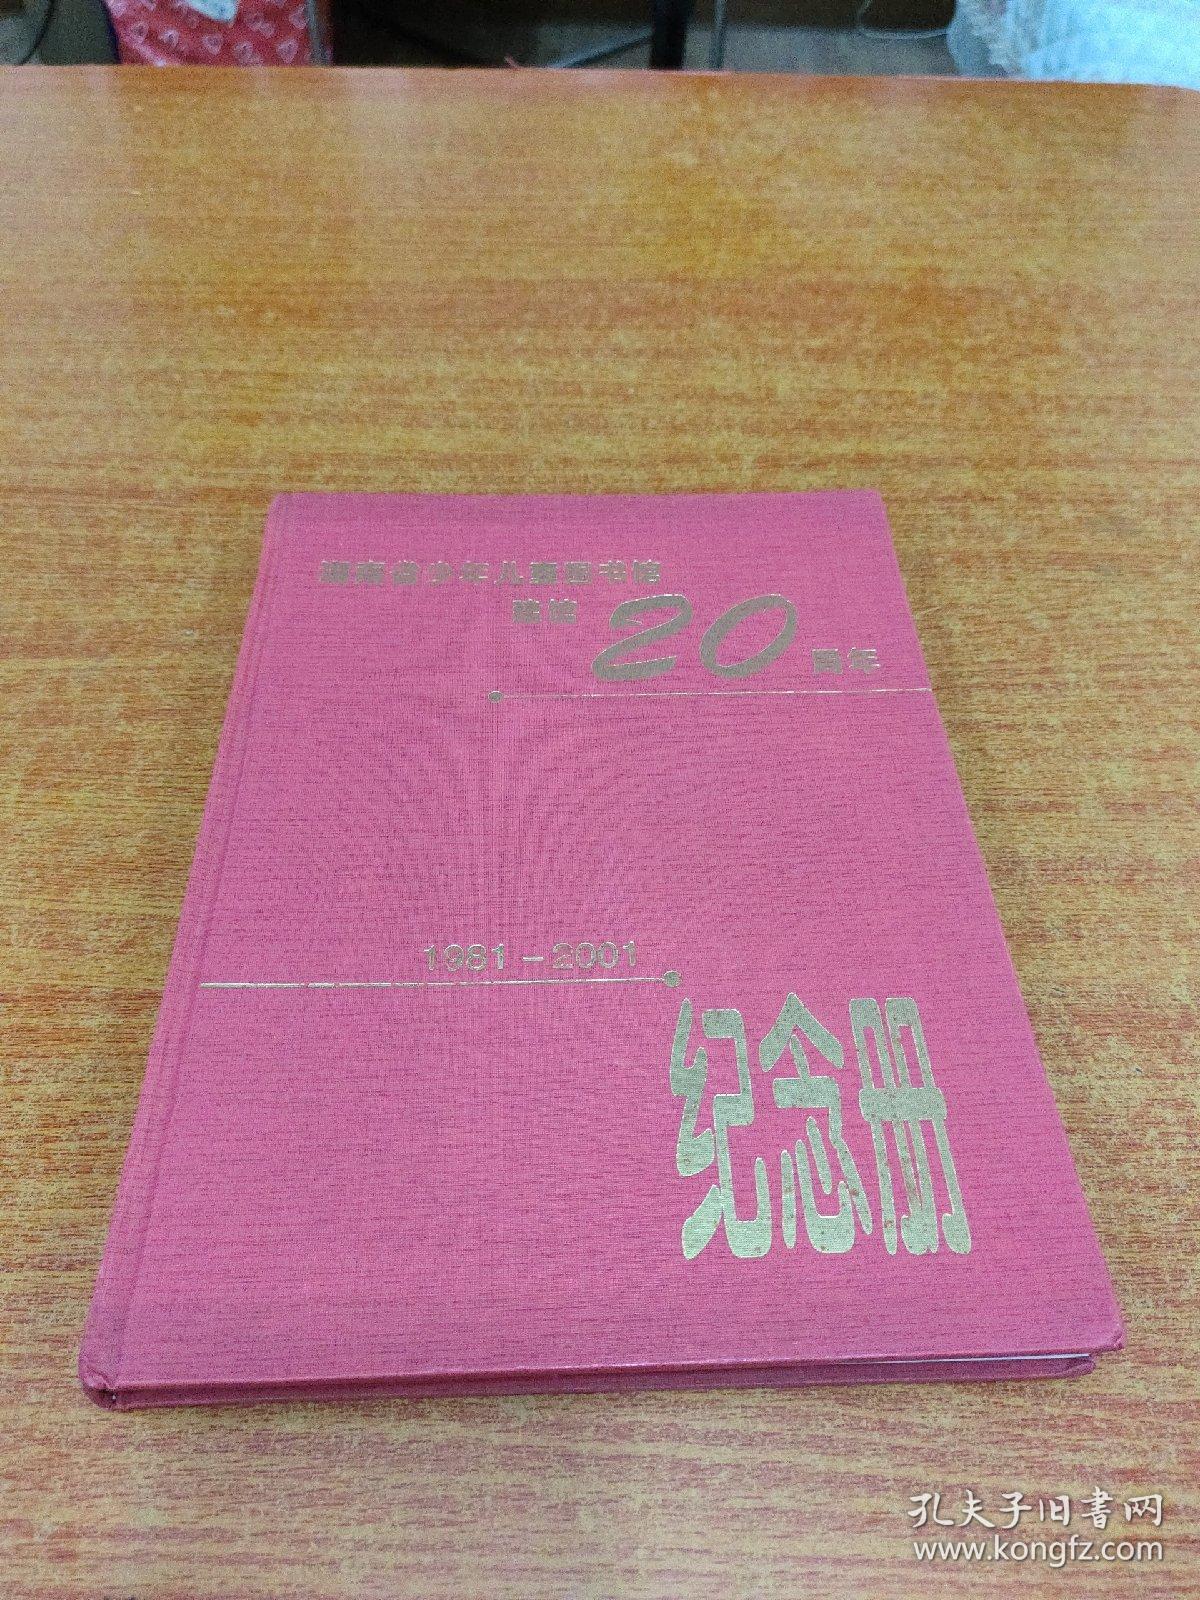 湖南省少年儿童图书馆
建馆20周年
1981-2001
纪念册
孔夫子旧书网
www.kongfz.com